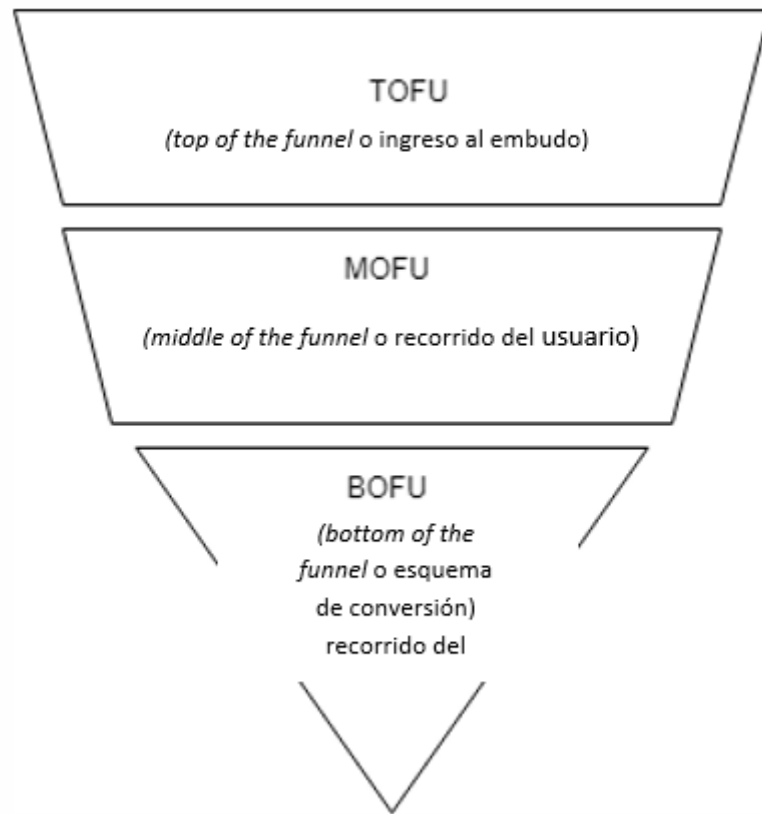 TOFU
(top of the funnel o ingreso al embudo)
MOFU
(middle of the funnel o recorrido del usuario)
BOFU
(bottom of the
funnel o esquema
de conversión)
recorrido del